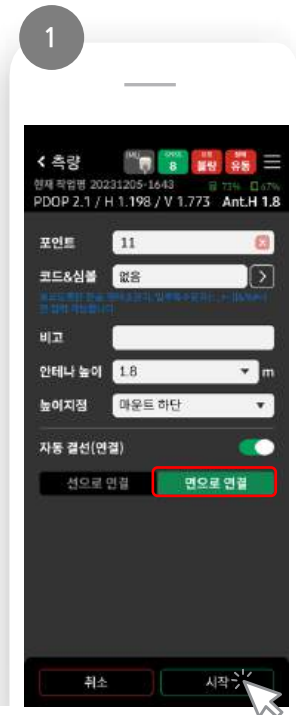 1
< 측량
8
불량
유동
현재 작업명 20231205-1643
73%
67%
PDOP 2.1 / H 1.198 / V 1.773 Ant.H 1.8
포인트 11
코드&심볼 없음
비고
안테나 높이 1.8 m
높이지점 마운트 하단
자동 결선(연결)
선으로 연결 면으로 연결
취소 시작